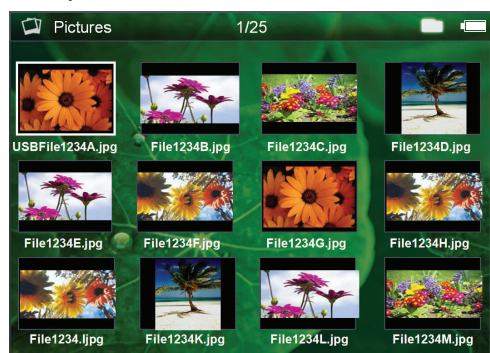 Pictures 1/25
USBFile1234A.jpg File1234B.jpg File1234C.jpg File1234D.jpg
File1234E.jpg File1234F.jpg File1234G.jpg File1234H.jpg
File1234.Ijpg File1234K.jpg File1234L.jpg File1234M.jpg